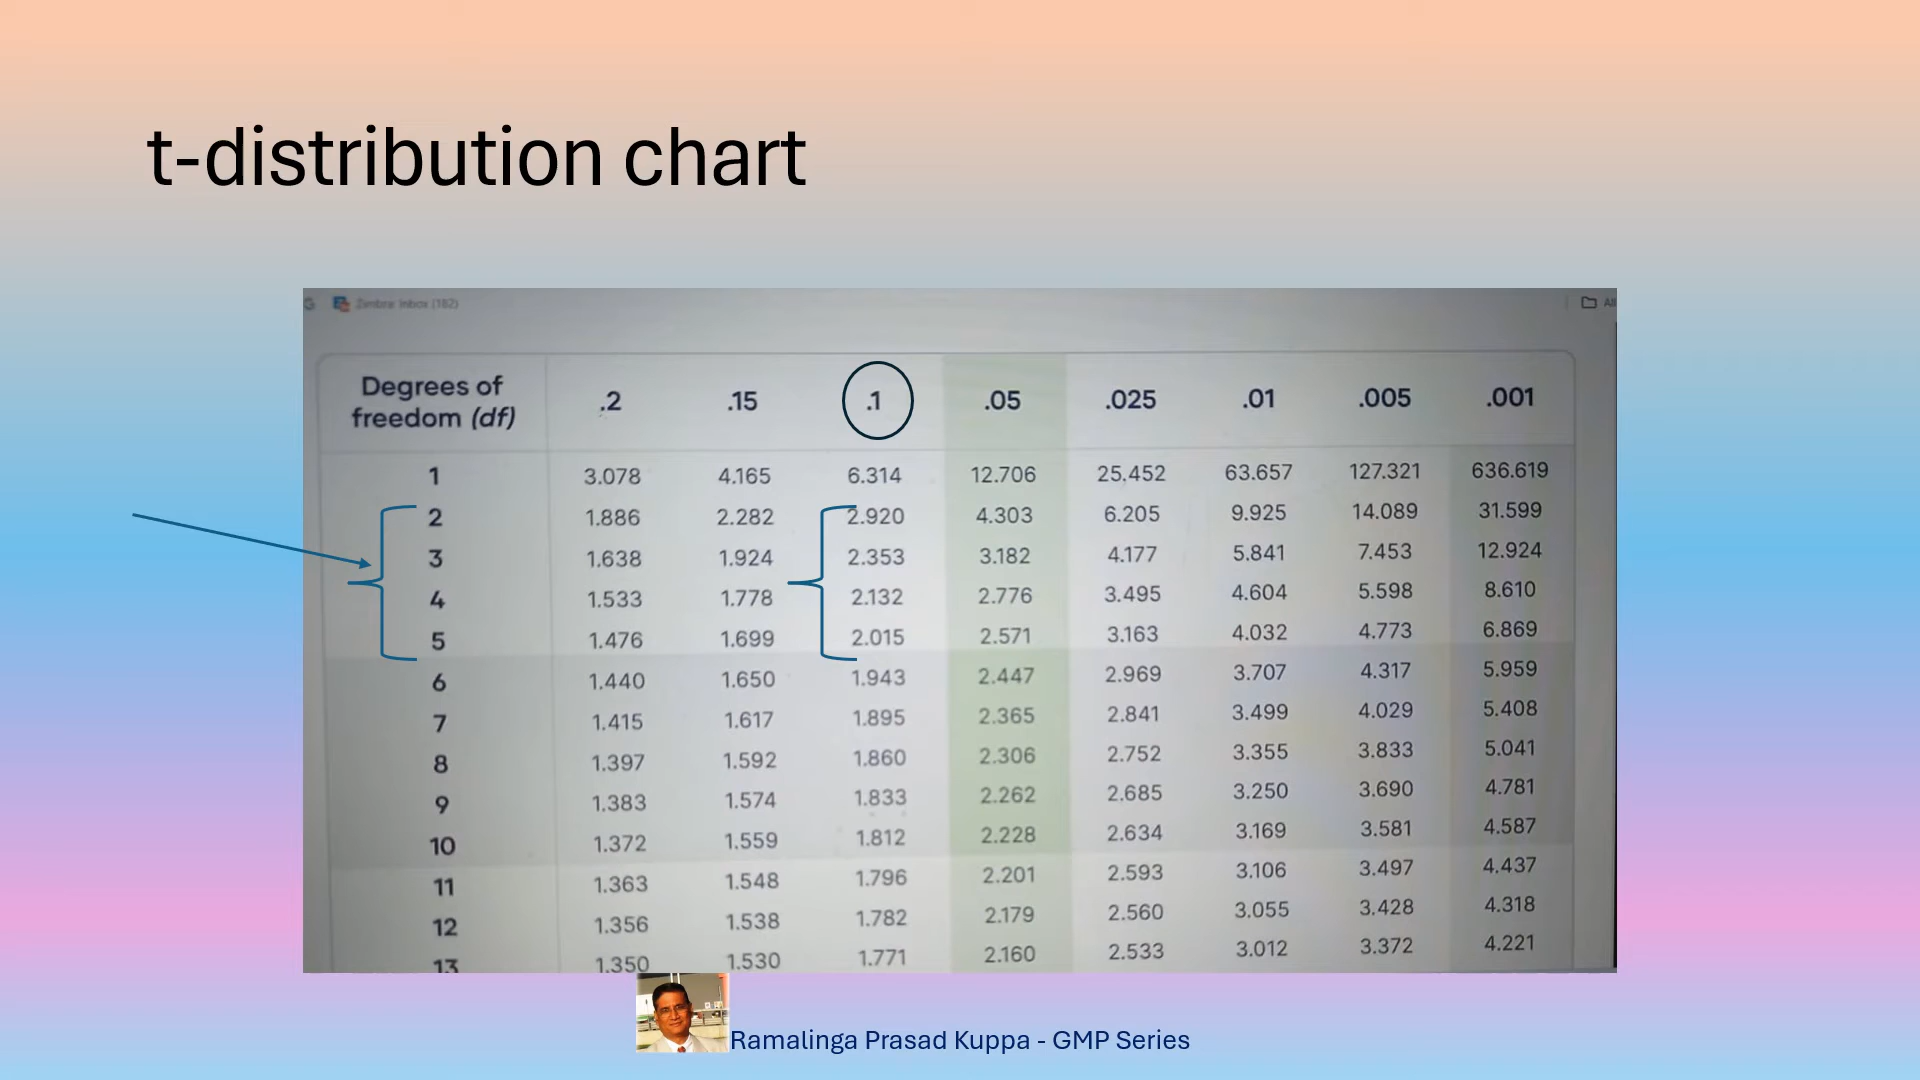 t-distribution chart
Zimbra: Inbox (182)
All
Degrees of freedom (df) .2 .15 .1 .05 .025 .01 .005 .001
1 3.078 4.165 6.314 12.706 25.452 63.657 127.321 636.619
2 1.886 2.282 2.920 4.303 6.205 9.925 14.089 31.599
3 1.638 1.924 2.353 3.182 4.177 5.841 7.453 12.924
4 1.533 1.778 2.132 2.776 3.495 4.604 5.598 8.610
5 1.476 1.699 2.015 2.571 3.163 4.032 4.773 6.869
6 1.440 1.650 1.943 2.447 2.969 3.707 4.317 5.959
7 1.415 1.617 1.895 2.365 2.841 3.499 4.029 5.408
8 1.397 1.592 1.860 2.306 2.752 3.355 3.833 5.041
9 1.383 1.574 1.833 2.262 2.685 3.250 3.690 4.781
10 1.372 1.559 1.812 2.228 2.634 3.169 3.581 4.587
11 1.363 1.548 1.796 2.201 2.593 3.106 3.497 4.437
12 1.356 1.538 1.782 2.179 2.560 3.055 3.428 4.318
13 1.350 1.530 1.771 2.160 2.533 3.012 3.372 4.221
Ramalinga Prasad Kuppa - GMP Series